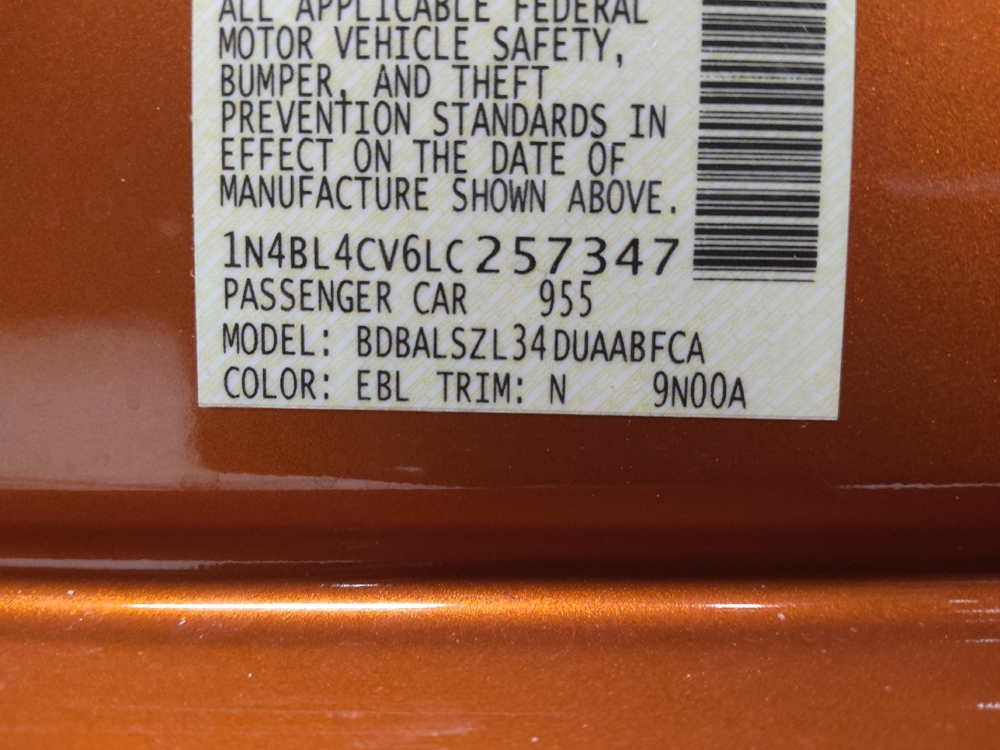 ALL APPLICABLE FEDERAL
MOTOR VEHICLE SAFETY,
BUMPER, AND THEFT
PREVENTION STANDARDS IN
EFFECT ON THE DATE OF
MANUFACTURE SHOWN ABOVE.
1N4BL4CV6LC257347
PASSENGER CAR 955
MODEL: BDBALSZL34DUAABFCA
COLOR: EBL TRIM: N 9N00A